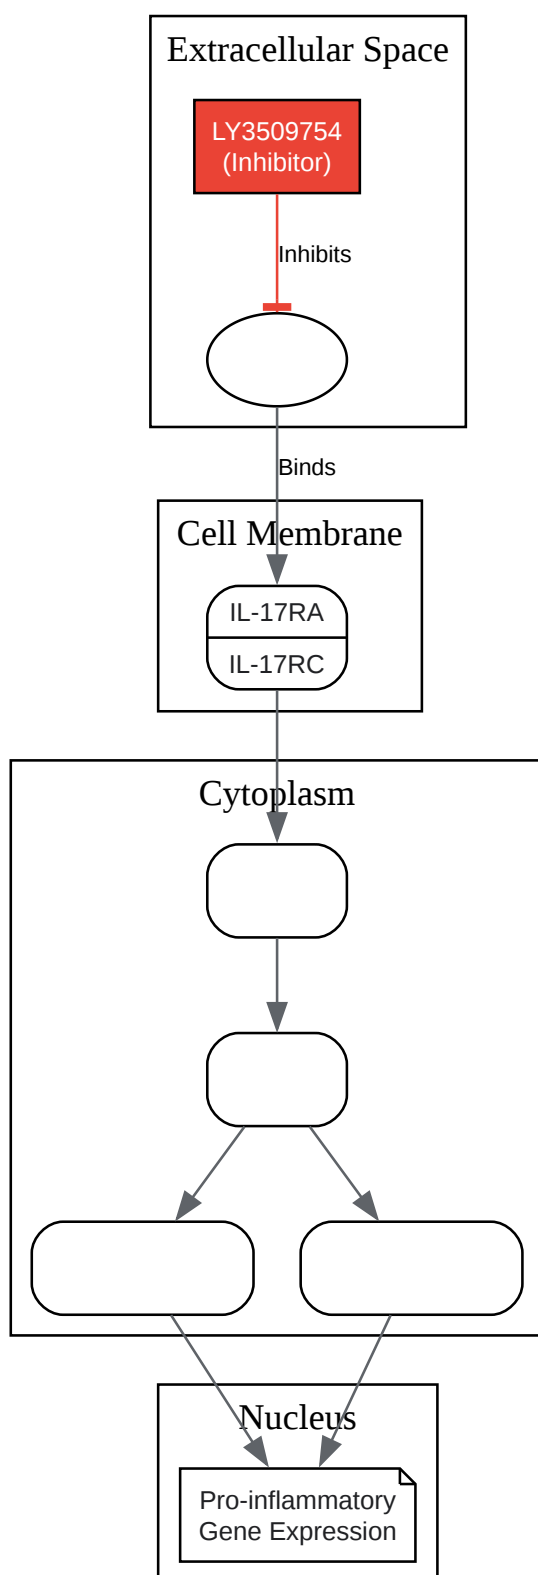 Extracellular Space
LY3509754
(Inhibitor)
Inhibits
Binds
Cell Membrane
IL-17RA
IL-17RC
Cytoplasm
Nucleus
Pro-inflammatory
Gene Expression